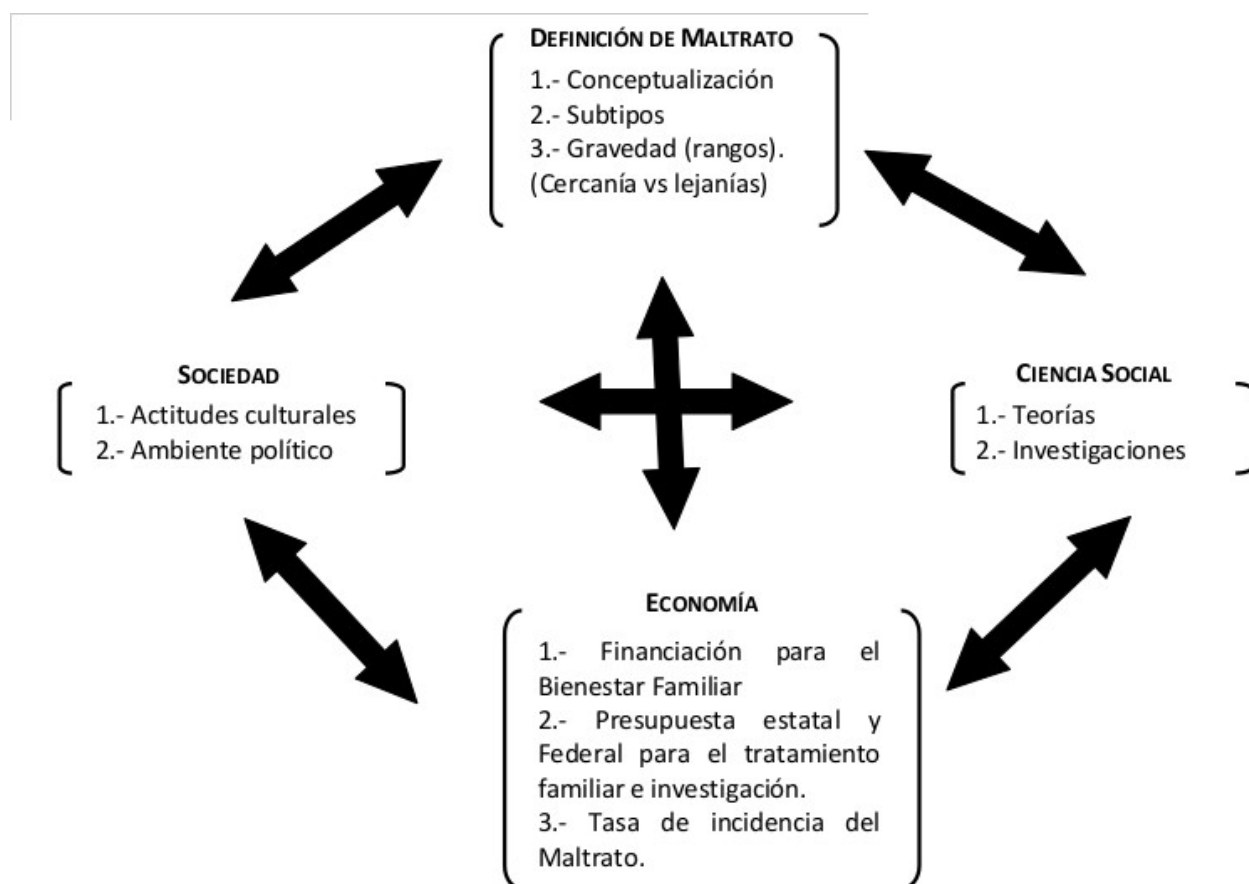 DEFINICIÓN DE MALTRATO
1.- Conceptualización
2.- Subtipos
3.- Gravedad (rangos).
(Cercanía vs lejanías)
SOCIEDAD
1.- Actitudes culturales
2.- Ambiente político
CIENCIA SOCIAL
1.- Teorías
2.- Investigaciones
ECONOMÍA
1.- Financiación para el
Bienestar Familiar
2.- Presupuesta estatal y
Federal para el tratamiento
familiar e investigación.
3.- Tasa de incidencia del
Maltrato.